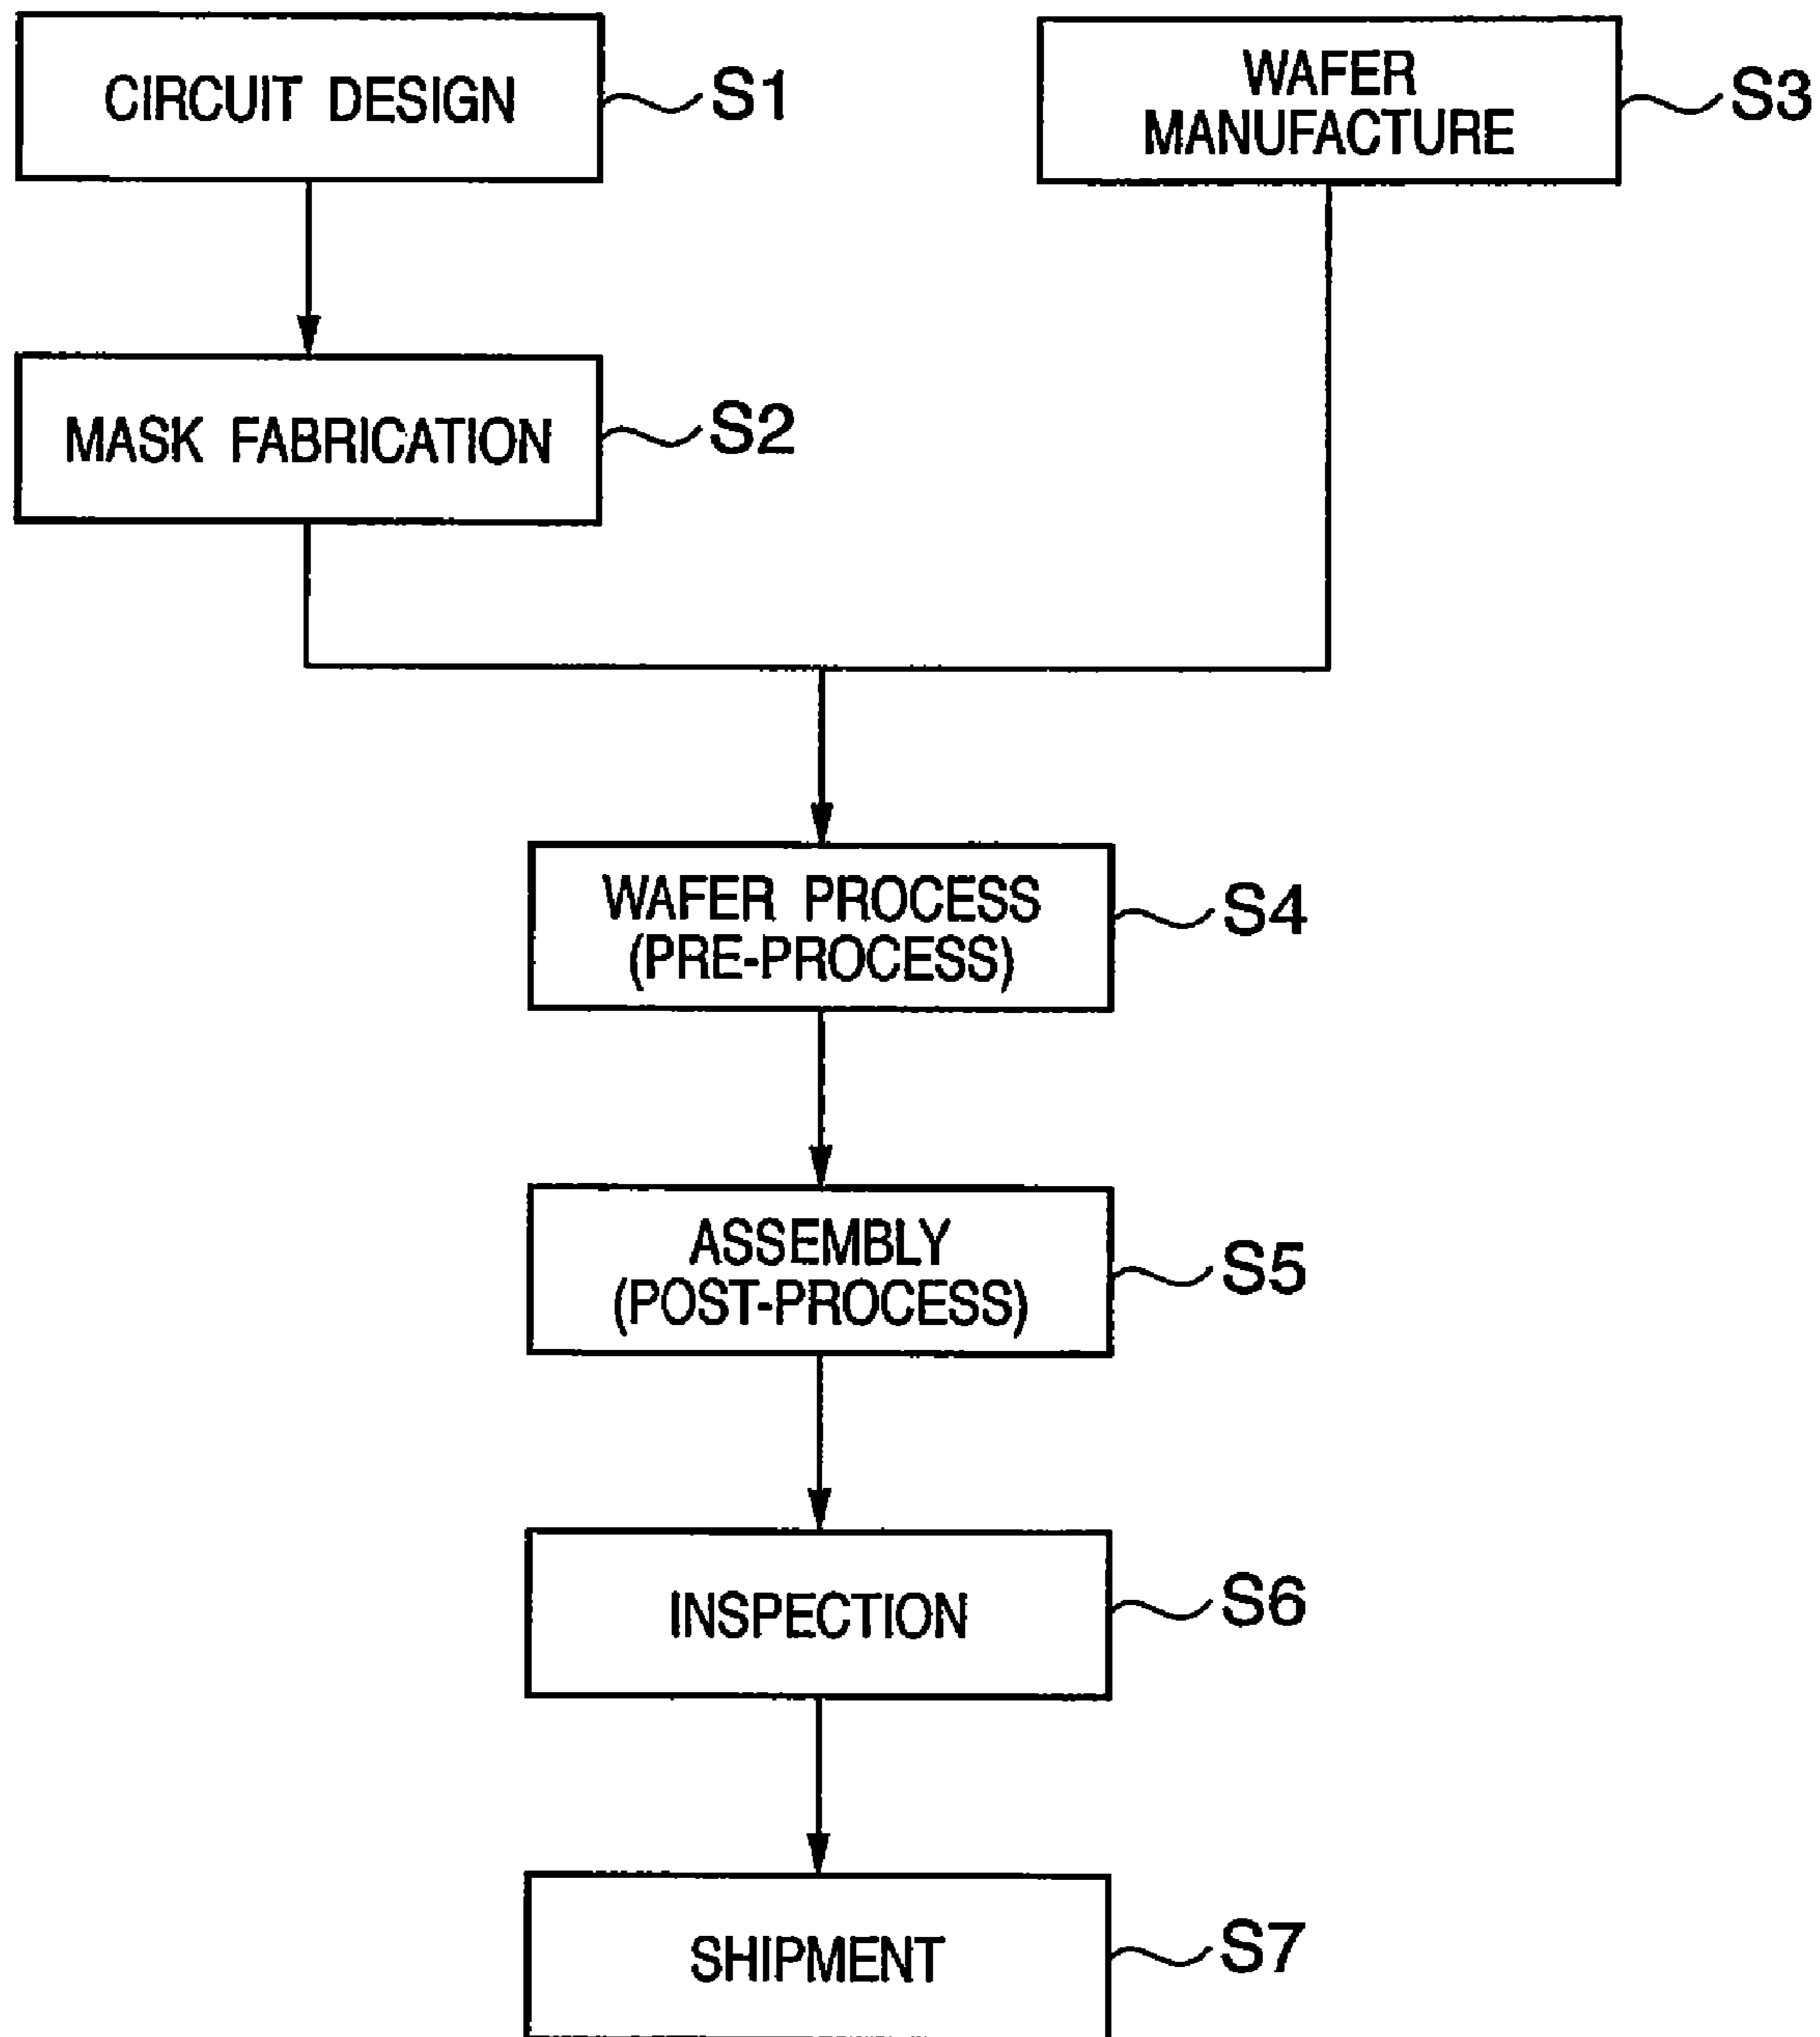 CIRCUIT DESIGN
S1
WAFER
MANUFACTURE
S3
MASK FABRICATION
S2
WAFER PROCESS
(PRE-PROCESS)
S4
ASSEMBLY
(POST-PROCESS)
S5
INSPECTION
S6
SHIPMENT
S7